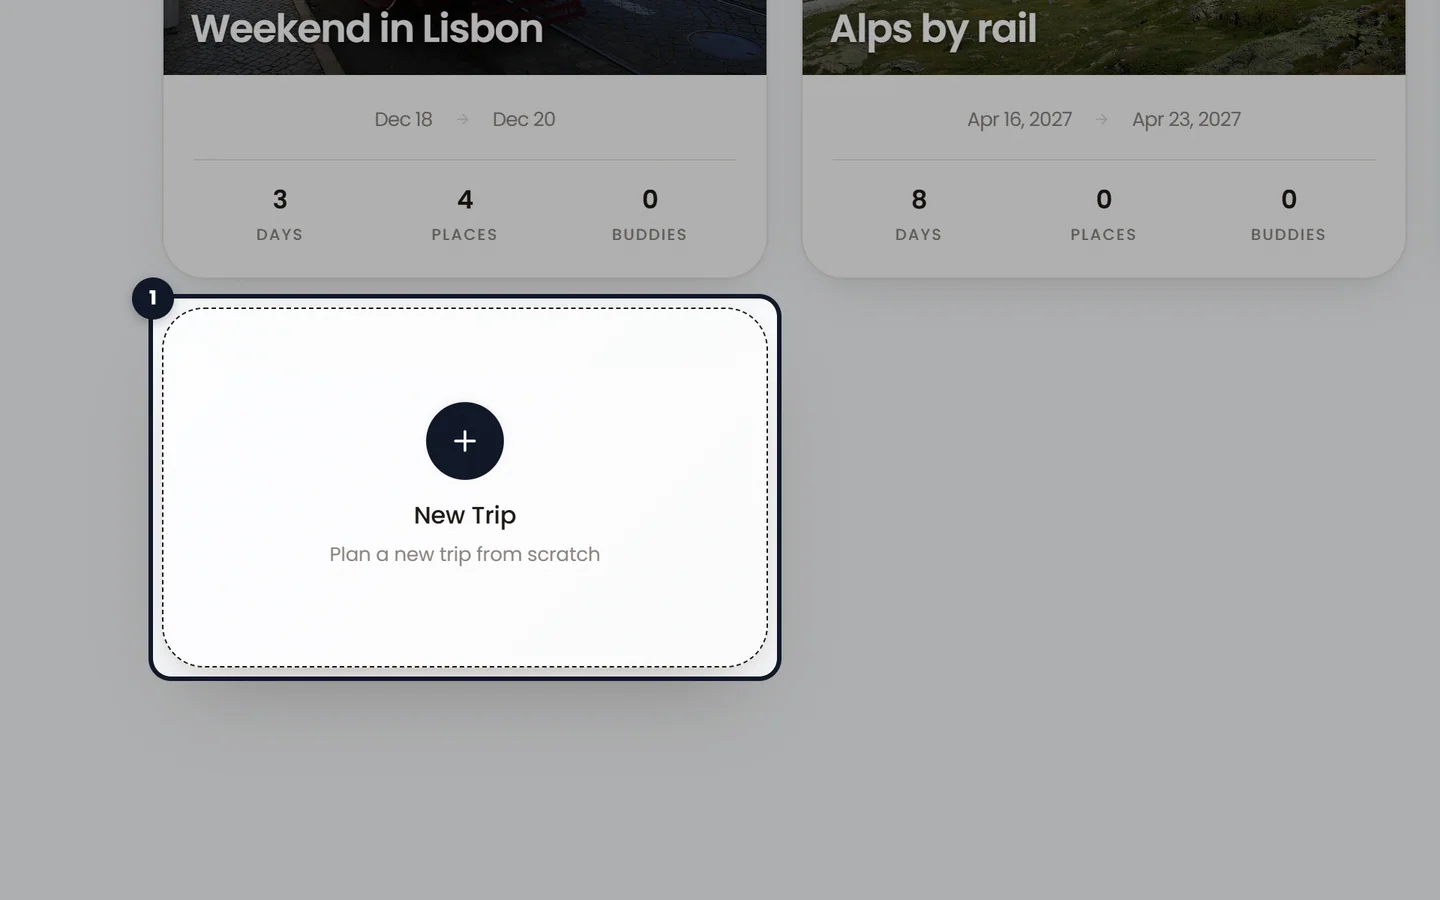 Weekend in Lisbon
Dec 18 → Dec 20
3 4 0
DAYS PLACES BUDDIES
Alps by rail
Apr 16, 2027 → Apr 23, 2027
8 0 0
DAYS PLACES BUDDIES
1
New Trip
Plan a new trip from scratch